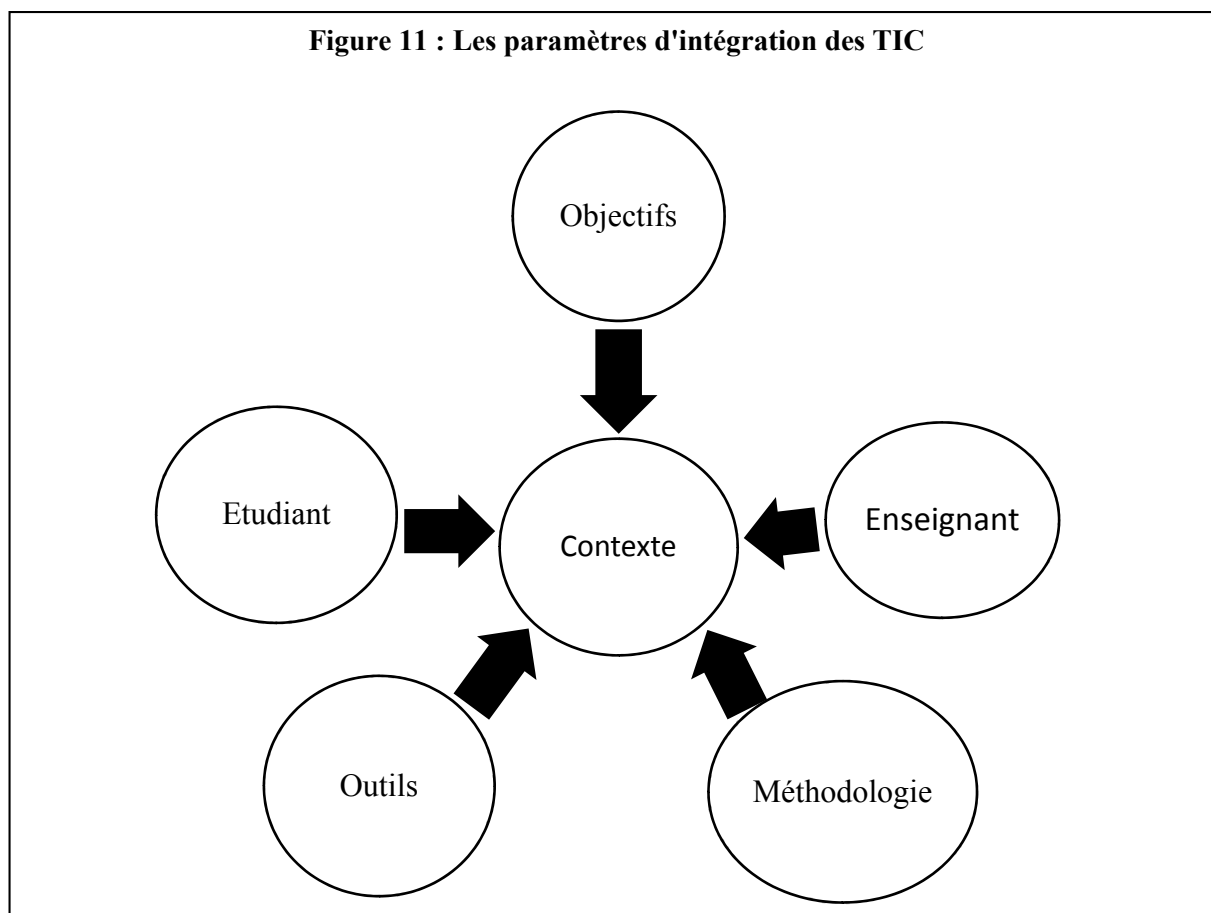 Figure 11 : Les paramètres d'intégration des TIC
Objectifs
Etudiant
Contexte
Enseignant
Outils
Méthodologie